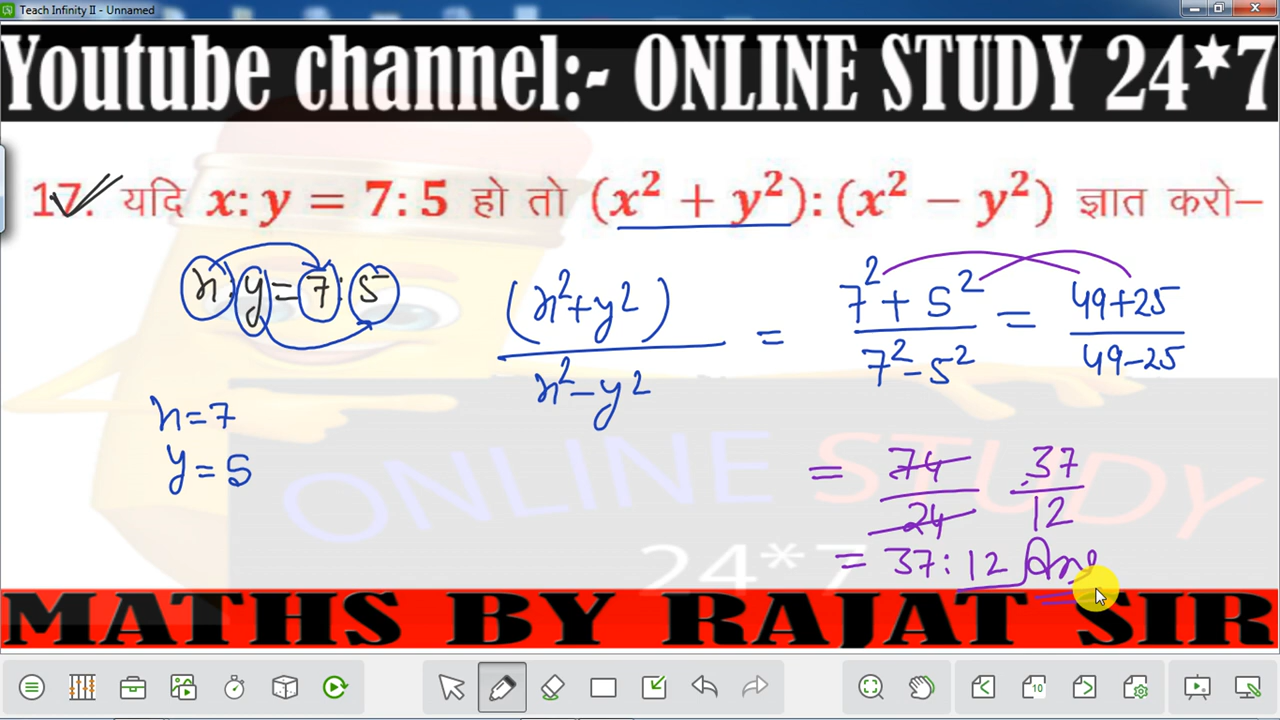 Teach Infinity II - Unnamed
Youtube channel:- ONLINE STUDY 24*7
17. यदि x: y = 7: 5 हो तो (x² + y²): (x² − y²) ज्ञात करो−
x:y=7:5
x=7
y=5
(x²+y²)/x²-y² = 7²+5²/7²-5² = 49+25/49-25
= 74/24 37/12
= 37:12 Ans
ONLINE STUDY
24*7
MATHS BY RAJAT SIR
10